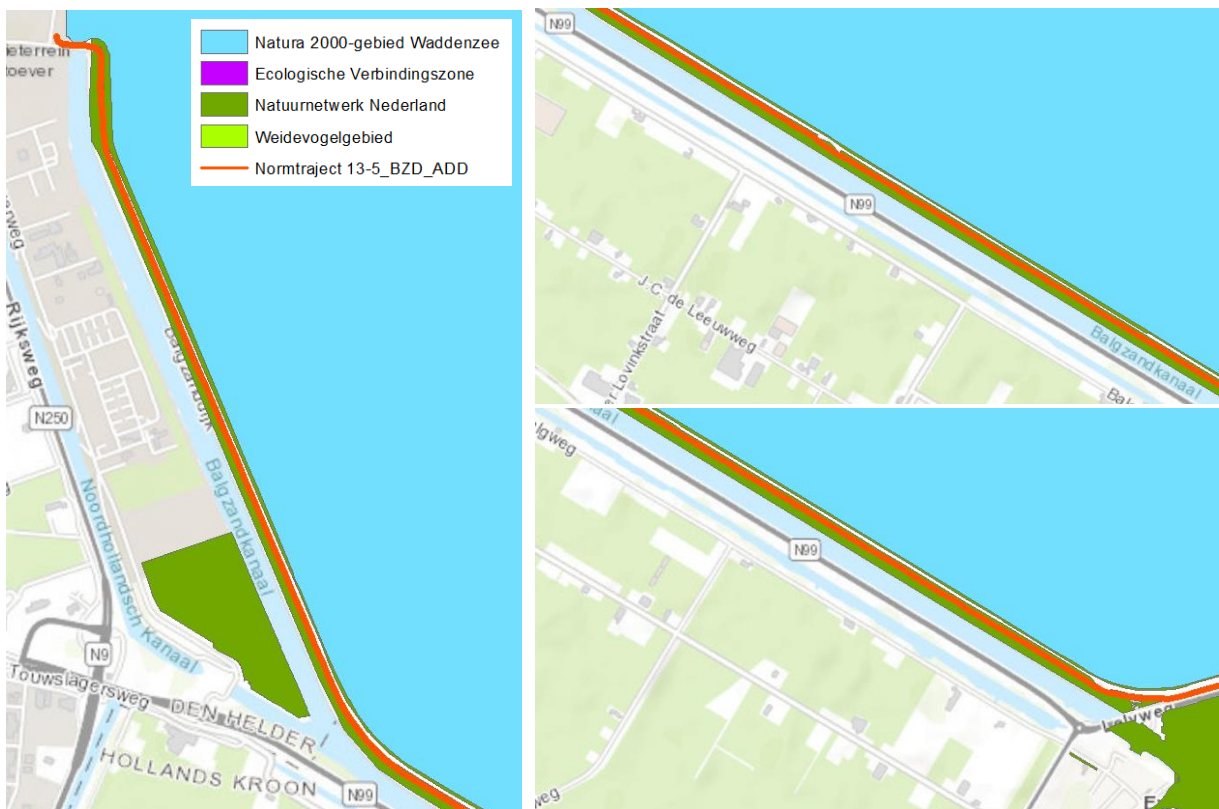 Natura 2000-gebied Waddenzee
Ecologische Verbindingszone
Natuurnetwerk Nederland
Weidevogelgebied
Normtraject 13-5_BZD_ADD
Rijksweg
N250
Balgzanddijk
Balgzandkanaal
Noordhollandsch Kanaal
N9
Touwslagersweg
DEN HELDER
HOLLANDS KROON
N99
N99
N99
J.C. de Leeuwweg
Balgzandkanaal
N99